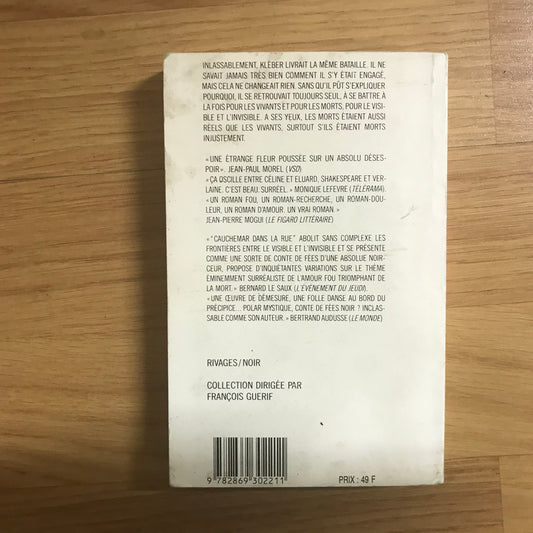 INLASSABLEMENT, KLÉBER LIVRAIT LA MÊME BATAILLE. IL NE
SAVAIT JAMAIS TRÈS BIEN COMMENT IL S'Y ÉTAIT ENGAGÉ,
MAIS CELA NE CHANGEAIT RIEN. SANS QU'IL PÛT S'EXPLIQUER
POURQUOI, IL SE RETROUVAIT TOUJOURS SEUL, À SE BATTRE À
LA FOIS POUR LES VIVANTS ET POUR LES MORTS, POUR LE VISI-
BLE ET L'INVISIBLE. A SES YEUX, LES MORTS ÉTAIENT AUSSI
RÉELS QUE LES VIVANTS, SURTOUT S'ILS ÉTAIENT MORTS
INJUSTEMENT.
« UNE ÉTRANGE FLEUR POUSSÉE SUR UN ABSOLU DÉSES-
POIR ». JEAN-PAUL MOREL (VSD)
« ÇA OSCILLE ENTRE CÉLINE ET ELUARD, SHAKESPEARE ET VER-
LAINE. C'EST BEAU. SURRÉEL. » MONIQUE LEFEVRE (TÉLÉRAMA).
« UN ROMAN FOU, UN ROMAN-RECHERCHE, UN ROMAN-DOU-
LEUR, UN ROMAN D'AMOUR. UN VRAI ROMAN. »
JEAN-PIERRE MOGUI (LE FIGARO LITTÉRAIRE)
« "CAUCHEMAR DANS LA RUE" ABOLIT SANS COMPLEXE LES
FRONTIÈRES ENTRE LE VISIBLE ET L'INVISIBLE ET SE PRÉSENTE
COMME UNE SORTE DE CONTE DE FÉES D'UNE ABSOLUE NOIR-
CEUR, PROPOSE D'INQUIÉTANTES VARIATIONS SUR LE THÈME
ÉMINEMMENT SURRÉALISTE DE L'AMOUR FOU TRIOMPHANT DE
LA MORT. » BERNARD LE SAUX (L'ÉVÉNEMENT DU JEUDI).
« UNE ŒUVRE DE DÉMESURE, UNE FOLLE DANSE AU BORD DU
PRÉCIPICE... POLAR MYSTIQUE, CONTE DE FÉES NOIR ? INCLAS-
SABLE COMME SON AUTEUR. » BERTRAND AUDUSSE (LE MONDE)
RIVAGES/NOIR
COLLECTION DIRIGÉE PAR
FRANÇOIS GUERIF
9 782869 302211
PRIX : 49 F